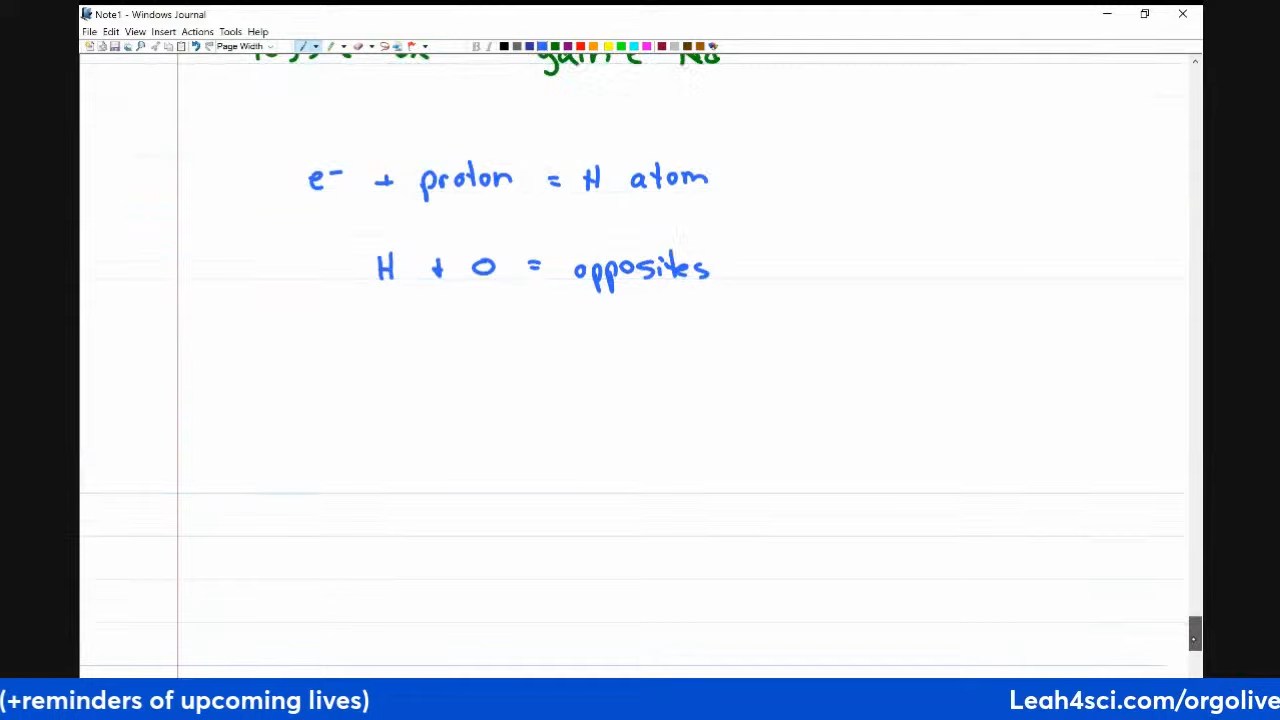 Note1 - Windows Journal
File Edit View Insert Actions Tools Help
Page Width
B I
e- + proton = H atom
H + O = opposites
(+reminders of upcoming lives)
Leah4sci.com/orgolive